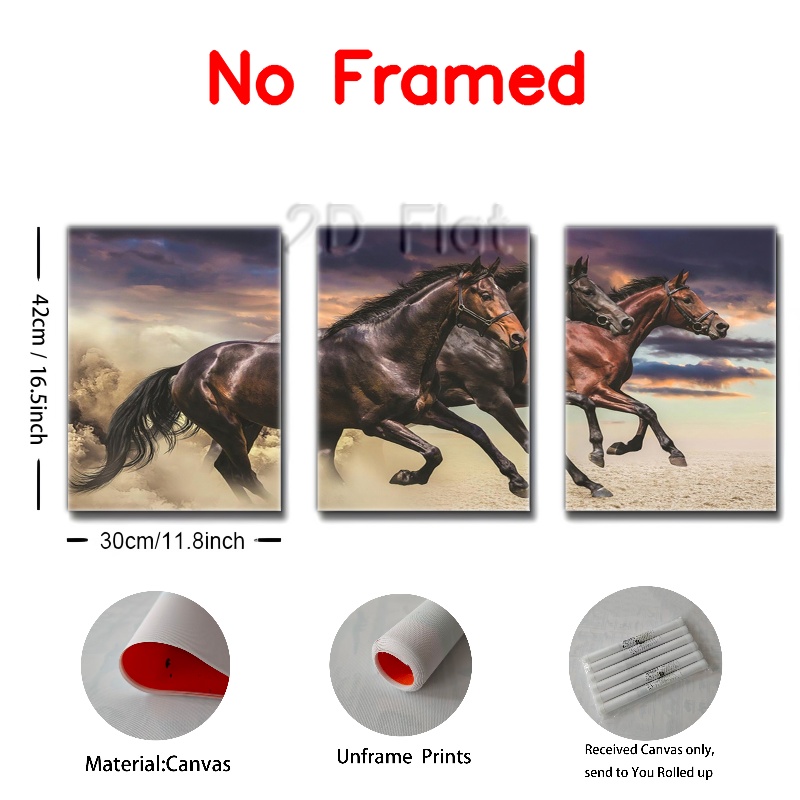 No Framed
2D Flat
42cm / 16.5inch
30cm/11.8inch
Material:Canvas
Unframe Prints
Received Canvas only,
send to You Rolled up